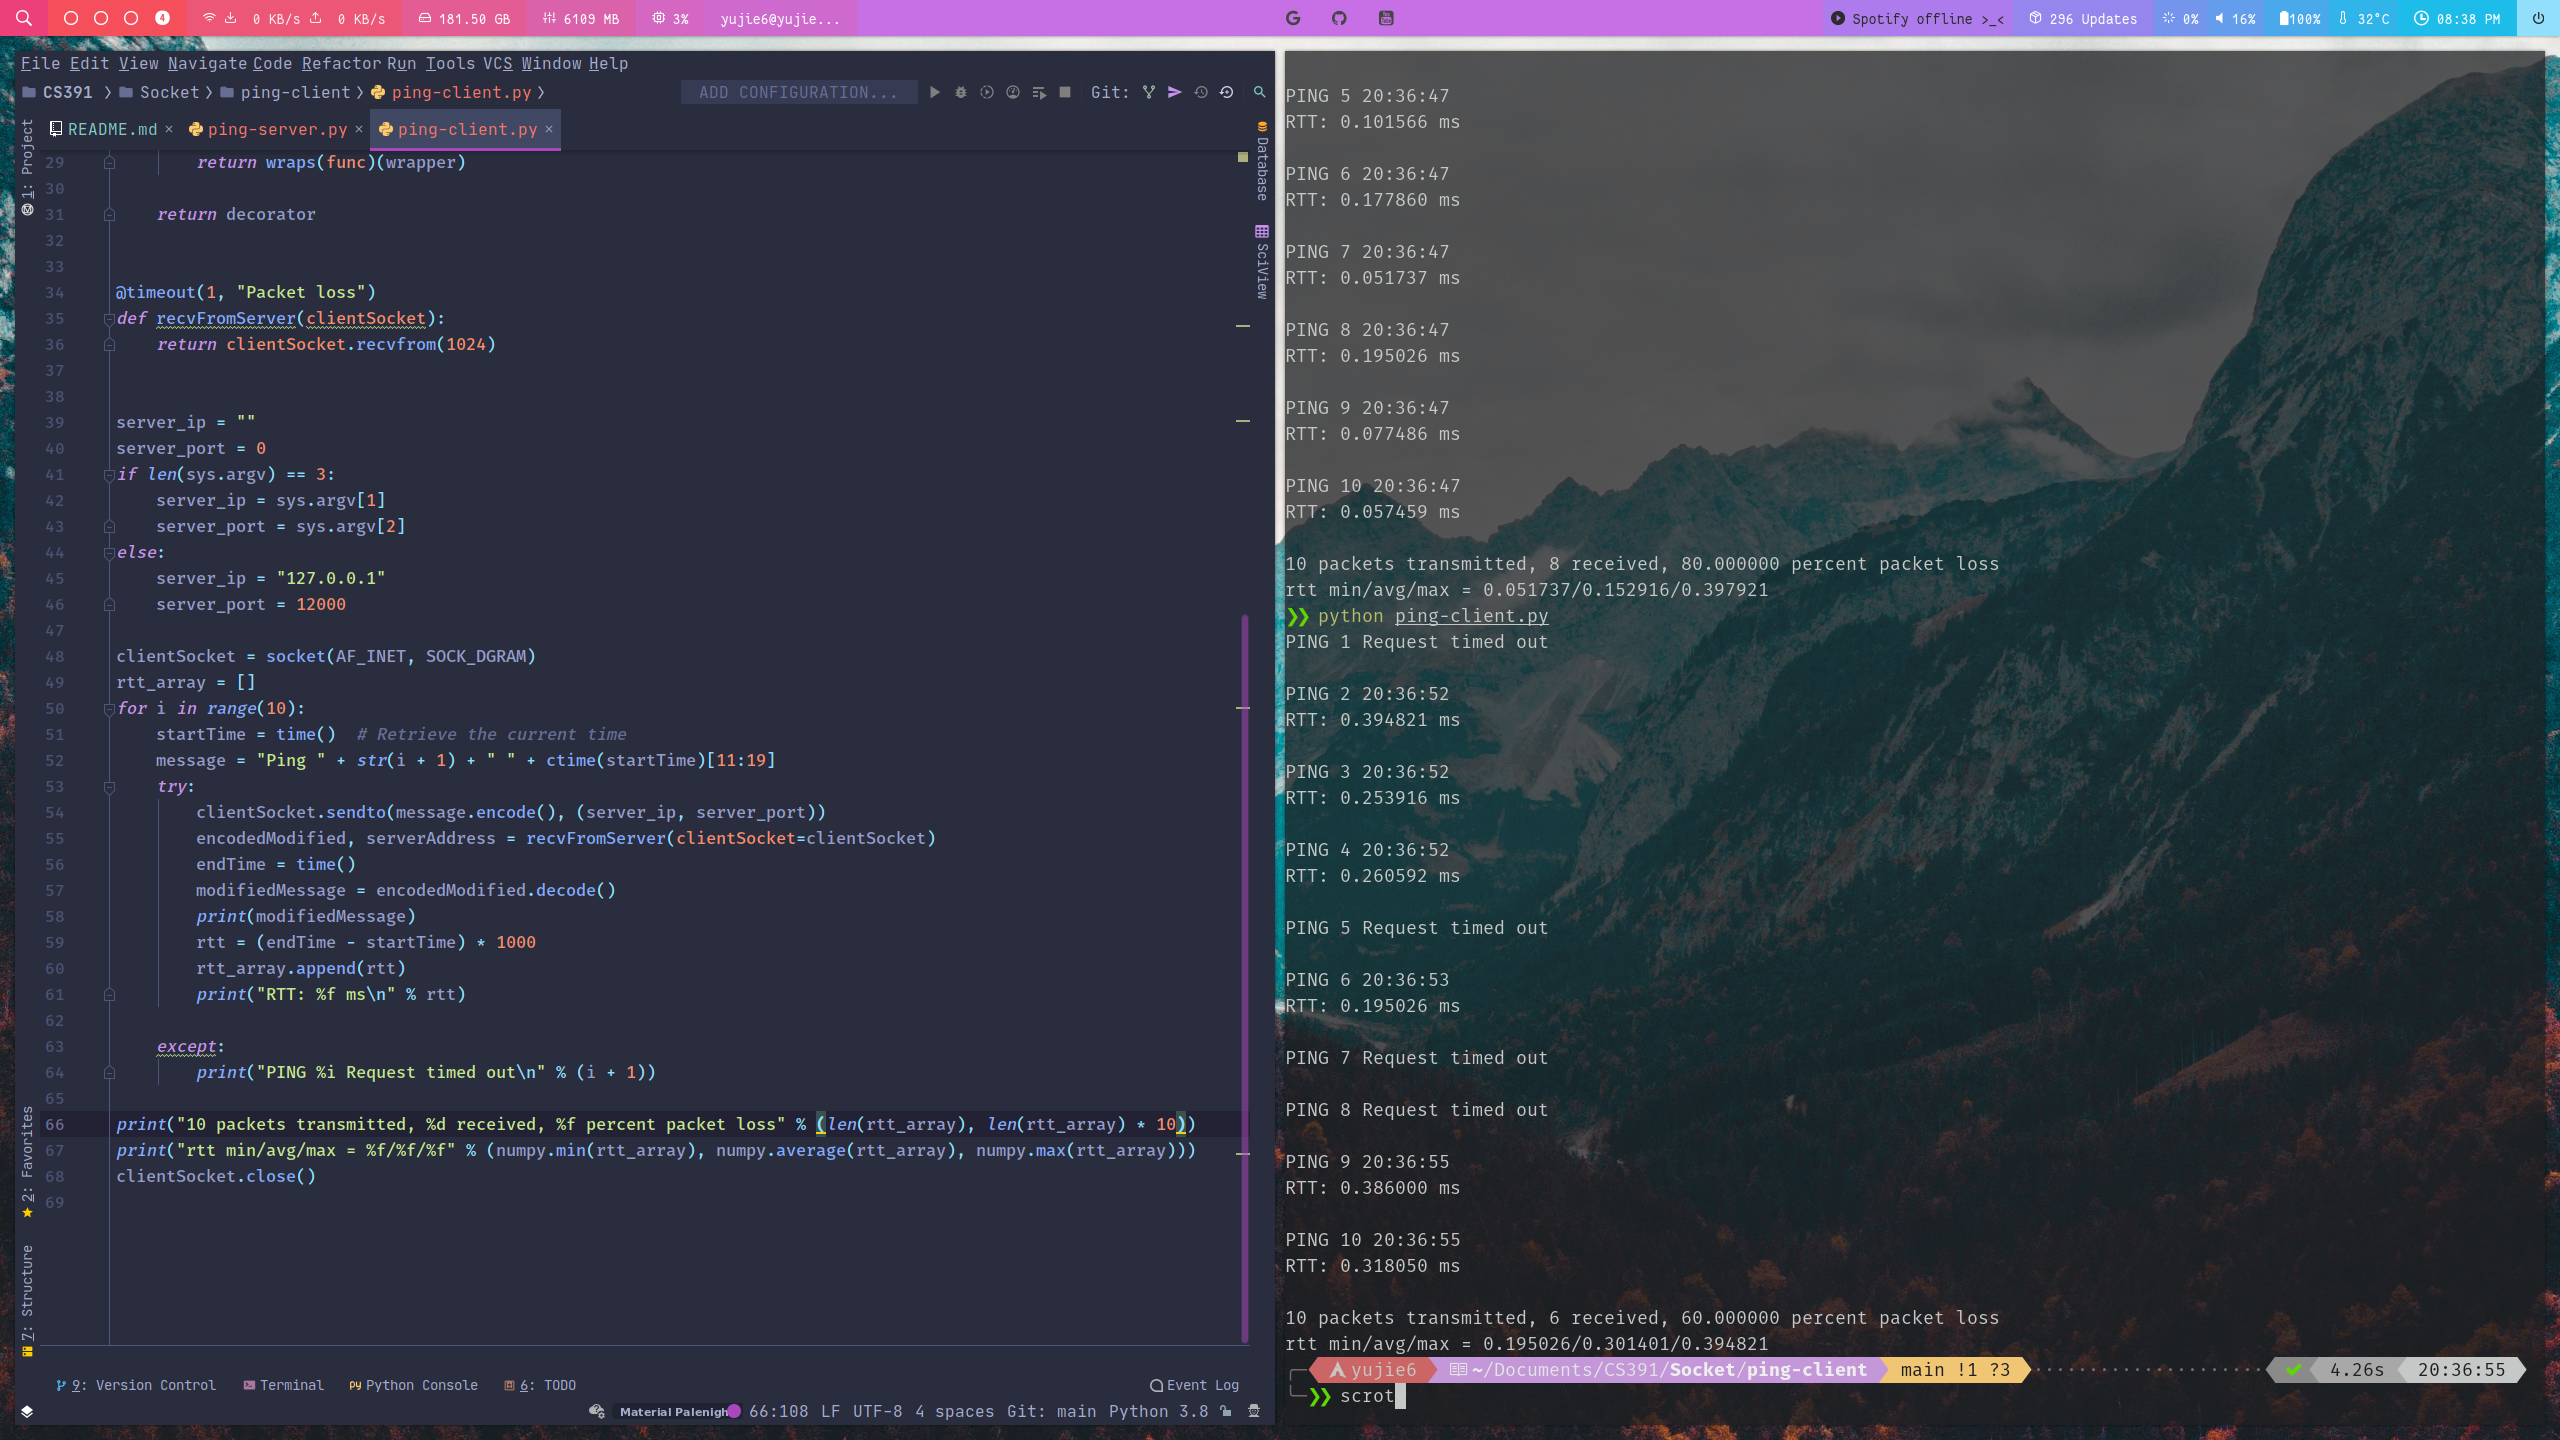 4 0 KB/s 0 KB/s 181.50 GB 6109 MB 3% yujie6@yujie...
Spotify offline >_< 296 Updates 0% 16% 100% 32°C 08:38 PM
File Edit View Navigate Code Refactor Run Tools VCS Window Help
CS391 > Socket > ping-client > ping-client.py >
ADD CONFIGURATION... Git:
README.md × ping-server.py × ping-client.py ×
1: Project
2: Favorites
7: Structure
Database
SciView
29 return wraps(func)(wrapper)
30
31 return decorator
32
33
34 @timeout(1, "Packet loss")
35 def recvFromServer(clientSocket):
36 return clientSocket.recvfrom(1024)
37
38
39 server_ip = ""
40 server_port = 0
41 if len(sys.argv) == 3:
42 server_ip = sys.argv[1]
43 server_port = sys.argv[2]
44 else:
45 server_ip = "127.0.0.1"
46 server_port = 12000
47
48 clientSocket = socket(AF_INET, SOCK_DGRAM)
49 rtt_array = []
50 for i in range(10):
51 startTime = time()  # Retrieve the current time
52 message = "Ping " + str(i + 1) + " " + ctime(startTime)[11:19]
53 try:
54 clientSocket.sendto(message.encode(), (server_ip, server_port))
55 encodedModified, serverAddress = recvFromServer(clientSocket=clientSocket)
56 endTime = time()
57 modifiedMessage = encodedModified.decode()
58 print(modifiedMessage)
59 rtt = (endTime - startTime) * 1000
60 rtt_array.append(rtt)
61 print("RTT: %f ms\n" % rtt)
62
63 except:
64 print("PING %i Request timed out\n" % (i + 1))
65
66 print("10 packets transmitted, %d received, %f percent packet loss" % (len(rtt_array), len(rtt_array) * 10))
67 print("rtt min/avg/max = %f/%f/%f" % (numpy.min(rtt_array), numpy.average(rtt_array), numpy.max(rtt_array)))
68 clientSocket.close()
69
9: Version Control Terminal Python Console 6: TODO Event Log
Material Palenigh 66:108 LF UTF-8 4 spaces Git: main Python 3.8
PING 5 20:36:47
RTT: 0.101566 ms
PING 6 20:36:47
RTT: 0.177860 ms
PING 7 20:36:47
RTT: 0.051737 ms
PING 8 20:36:47
RTT: 0.195026 ms
PING 9 20:36:47
RTT: 0.077486 ms
PING 10 20:36:47
RTT: 0.057459 ms
10 packets transmitted, 8 received, 80.000000 percent packet loss
rtt min/avg/max = 0.051737/0.152916/0.397921
❯❯ python ping-client.py
PING 1 Request timed out
PING 2 20:36:52
RTT: 0.394821 ms
PING 3 20:36:52
RTT: 0.253916 ms
PING 4 20:36:52
RTT: 0.260592 ms
PING 5 Request timed out
PING 6 20:36:53
RTT: 0.195026 ms
PING 7 Request timed out
PING 8 Request timed out
PING 9 20:36:55
RTT: 0.386000 ms
PING 10 20:36:55
RTT: 0.318050 ms
10 packets transmitted, 6 received, 60.000000 percent packet loss
rtt min/avg/max = 0.195026/0.301401/0.394821
yujie6 ~/Documents/CS391/Socket/ping-client main !1 ?3 ✔ 4.26s 20:36:55
❯❯ scrot